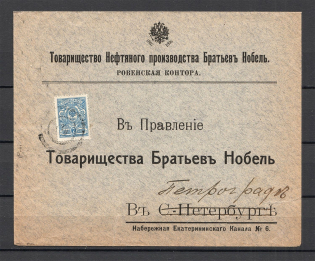 Товарищество Нефтяного производства Братьевъ Нобель.
РОВЕНСКАЯ КОНТОРА.
Въ Правленіе
Товарищества Братьевъ Нобель
Петроградъ
Въ С.-Петербургѣ
Набережная Екатерининскаго Канала № 6.